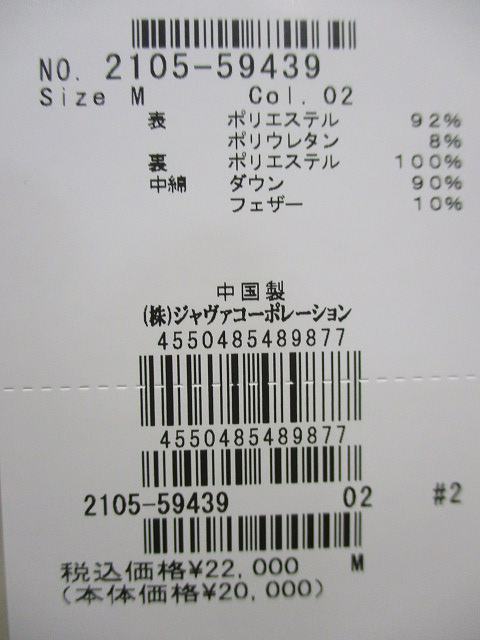 NO. 2105-59439
Size M Col. 02
表 ポリエステル 92%
ポリウレタン 8%
裏 ポリエステル 100%
中綿 ダウン 90%
フェザー 10%
中国製
(株)ジャヴァコーポレーション
4550485489877
4550485489877
2105-59439 02 #2
税込価格¥22,000 M
(本体価格¥20,000)